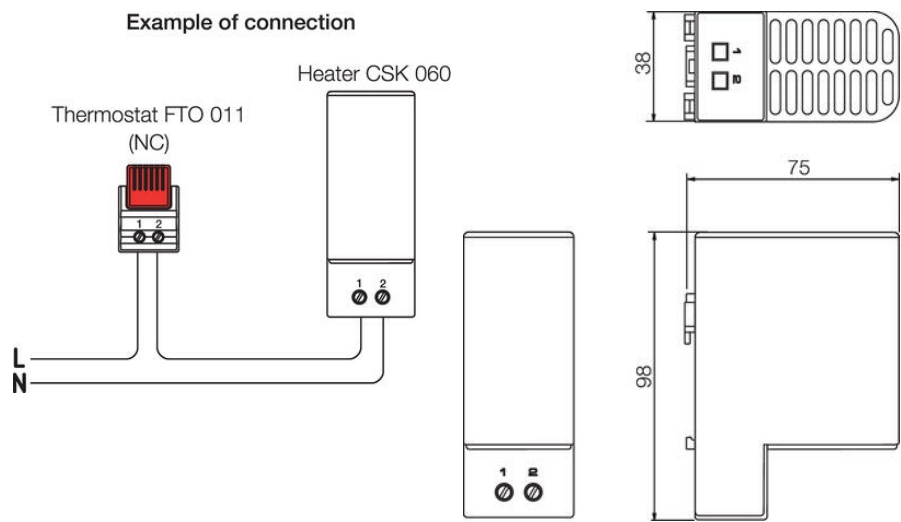 Example of connection
Heater CSK 060
Thermostat FTO 011
(NC)
1 2
1 2
L
N
38
1
2
75
98
1 2